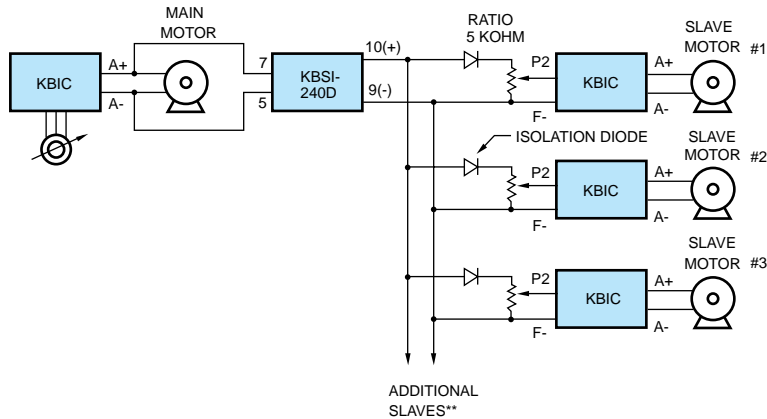 MAIN
MOTOR
KBIC
A+
A-
7
5
KBSI-
240D
10(+)
9(-)
RATIO
5 KOHM
P2
F-
KBIC
A+
A-
SLAVE
MOTOR #1
ISOLATION DIODE
P2
F-
KBIC
A+
A-
SLAVE
MOTOR #2
P2
F-
KBIC
A+
A-
SLAVE
MOTOR #3
ADDITIONAL
SLAVES**